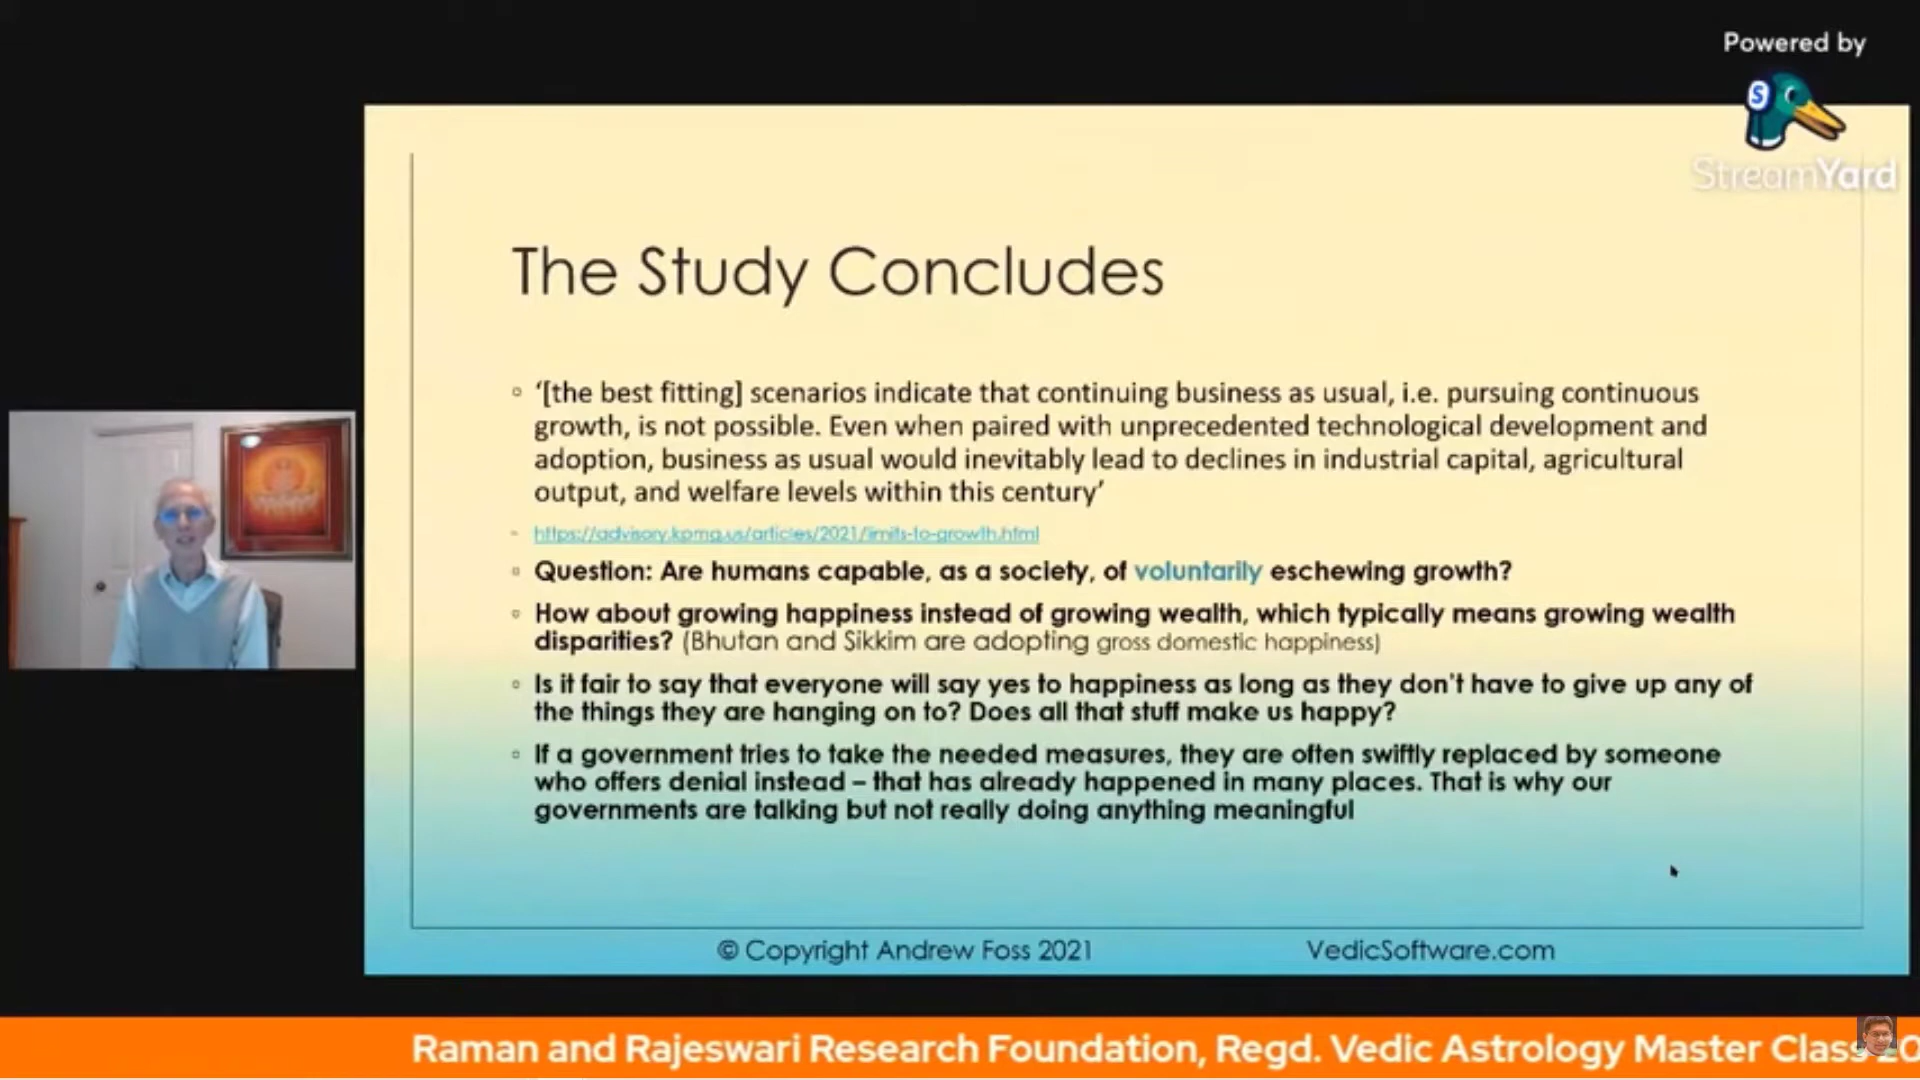 Powered by
StreamYard
The Study Concludes
‘[the best fitting] scenarios indicate that continuing business as usual, i.e. pursuing continuous
growth, is not possible. Even when paired with unprecedented technological development and
adoption, business as usual would inevitably lead to declines in industrial capital, agricultural
output, and welfare levels within this century’
https://advisory.kpmg.us/articles/2021/limits-to-growth.html
Question: Are humans capable, as a society, of voluntarily eschewing growth?
How about growing happiness instead of growing wealth, which typically means growing wealth
disparities? (Bhutan and Sikkim are adopting gross domestic happiness)
Is it fair to say that everyone will say yes to happiness as long as they don't have to give up any of
the things they are hanging on to? Does all that stuff make us happy?
If a government tries to take the needed measures, they are often swiftly replaced by someone
who offers denial instead – that has already happened in many places. That is why our
governments are talking but not really doing anything meaningful
© Copyright Andrew Foss 2021 VedicSoftware.com
Raman and Rajeswari Research Foundation, Regd. Vedic Astrology Master Class